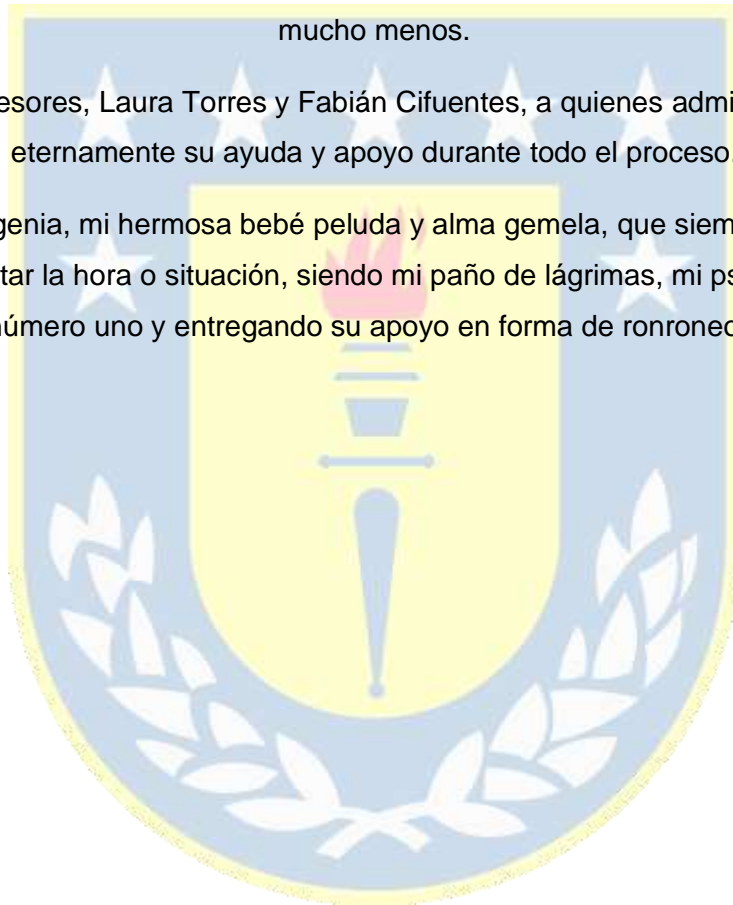 mucho menos.
esores, Laura Torres y Fabián Cifuentes, a quienes admi
eternamente su ayuda y apoyo durante todo el proceso.
genia, mi hermosa bebé peluda y alma gemela, que siem
tar la hora o situación, siendo mi paño de lágrimas, mi ps
número uno y entregando su apoyo en forma de ronroneo